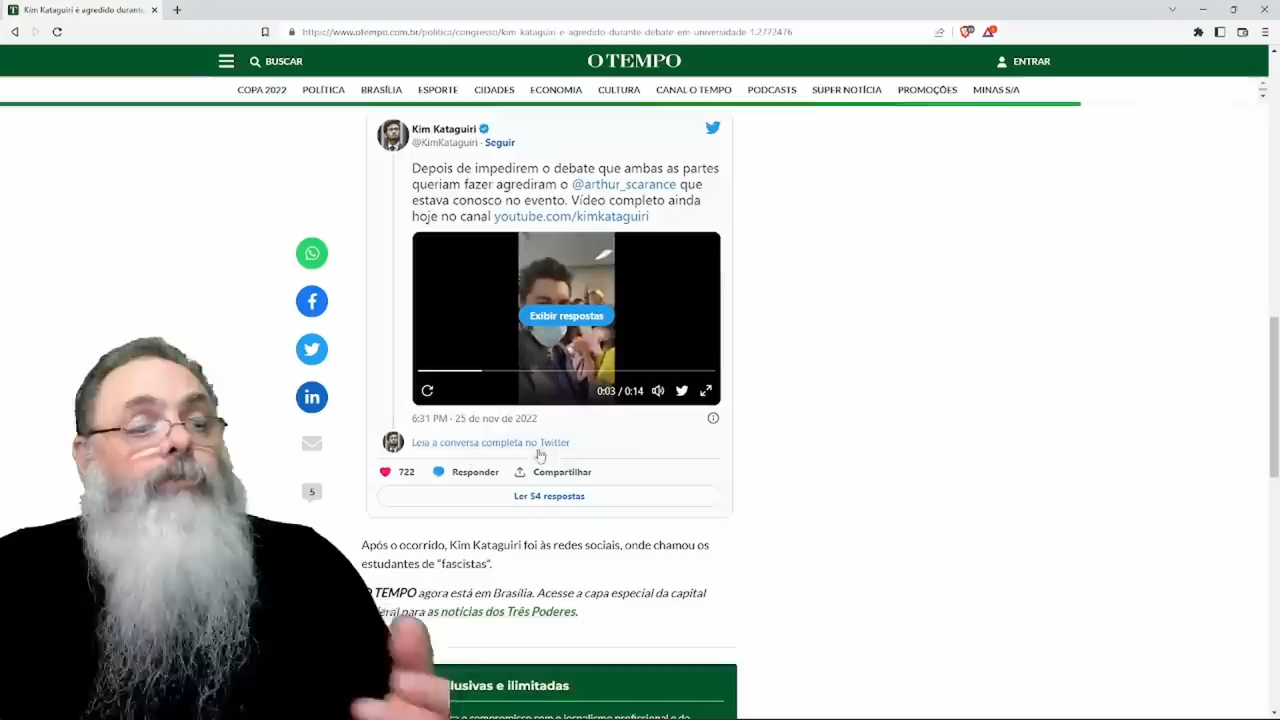 Kim Kataguiri é agredido durant
https://www.otempo.com.br/politica/congresso/kim-kataguiri-e-agredido-durante-debate-em-universidade-1.2772476
BUSCAR
O TEMPO
ENTRAR
COPA 2022 POLÍTICA BRASÍLIA ESPORTE CIDADES ECONOMIA CULTURA CANAL O TEMPO PODCASTS SUPER NOTÍCIA PROMOÇÕES MINAS S/A
Kim Kataguiri
@KimKataguiri · Seguir
Depois de impedirem o debate que ambas as partes
queriam fazer agrediram o @arthur_scarance que
estava conosco no evento. Vídeo completo ainda
hoje no canal youtube.com/kimkataguiri
Exibir respostas
0:03 / 0:14
6:31 PM · 25 de nov de 2022
Leia a conversa completa no Twitter
722 Responder Compartilhar
5
Ler 54 respostas
Após o ocorrido, Kim Kataguiri foi às redes sociais, onde chamou os
estudantes de "fascistas".
TEMPO agora está em Brasília. Acesse a capa especial da capital
para as notícias dos Três Poderes.
lusivas e ilimitadas